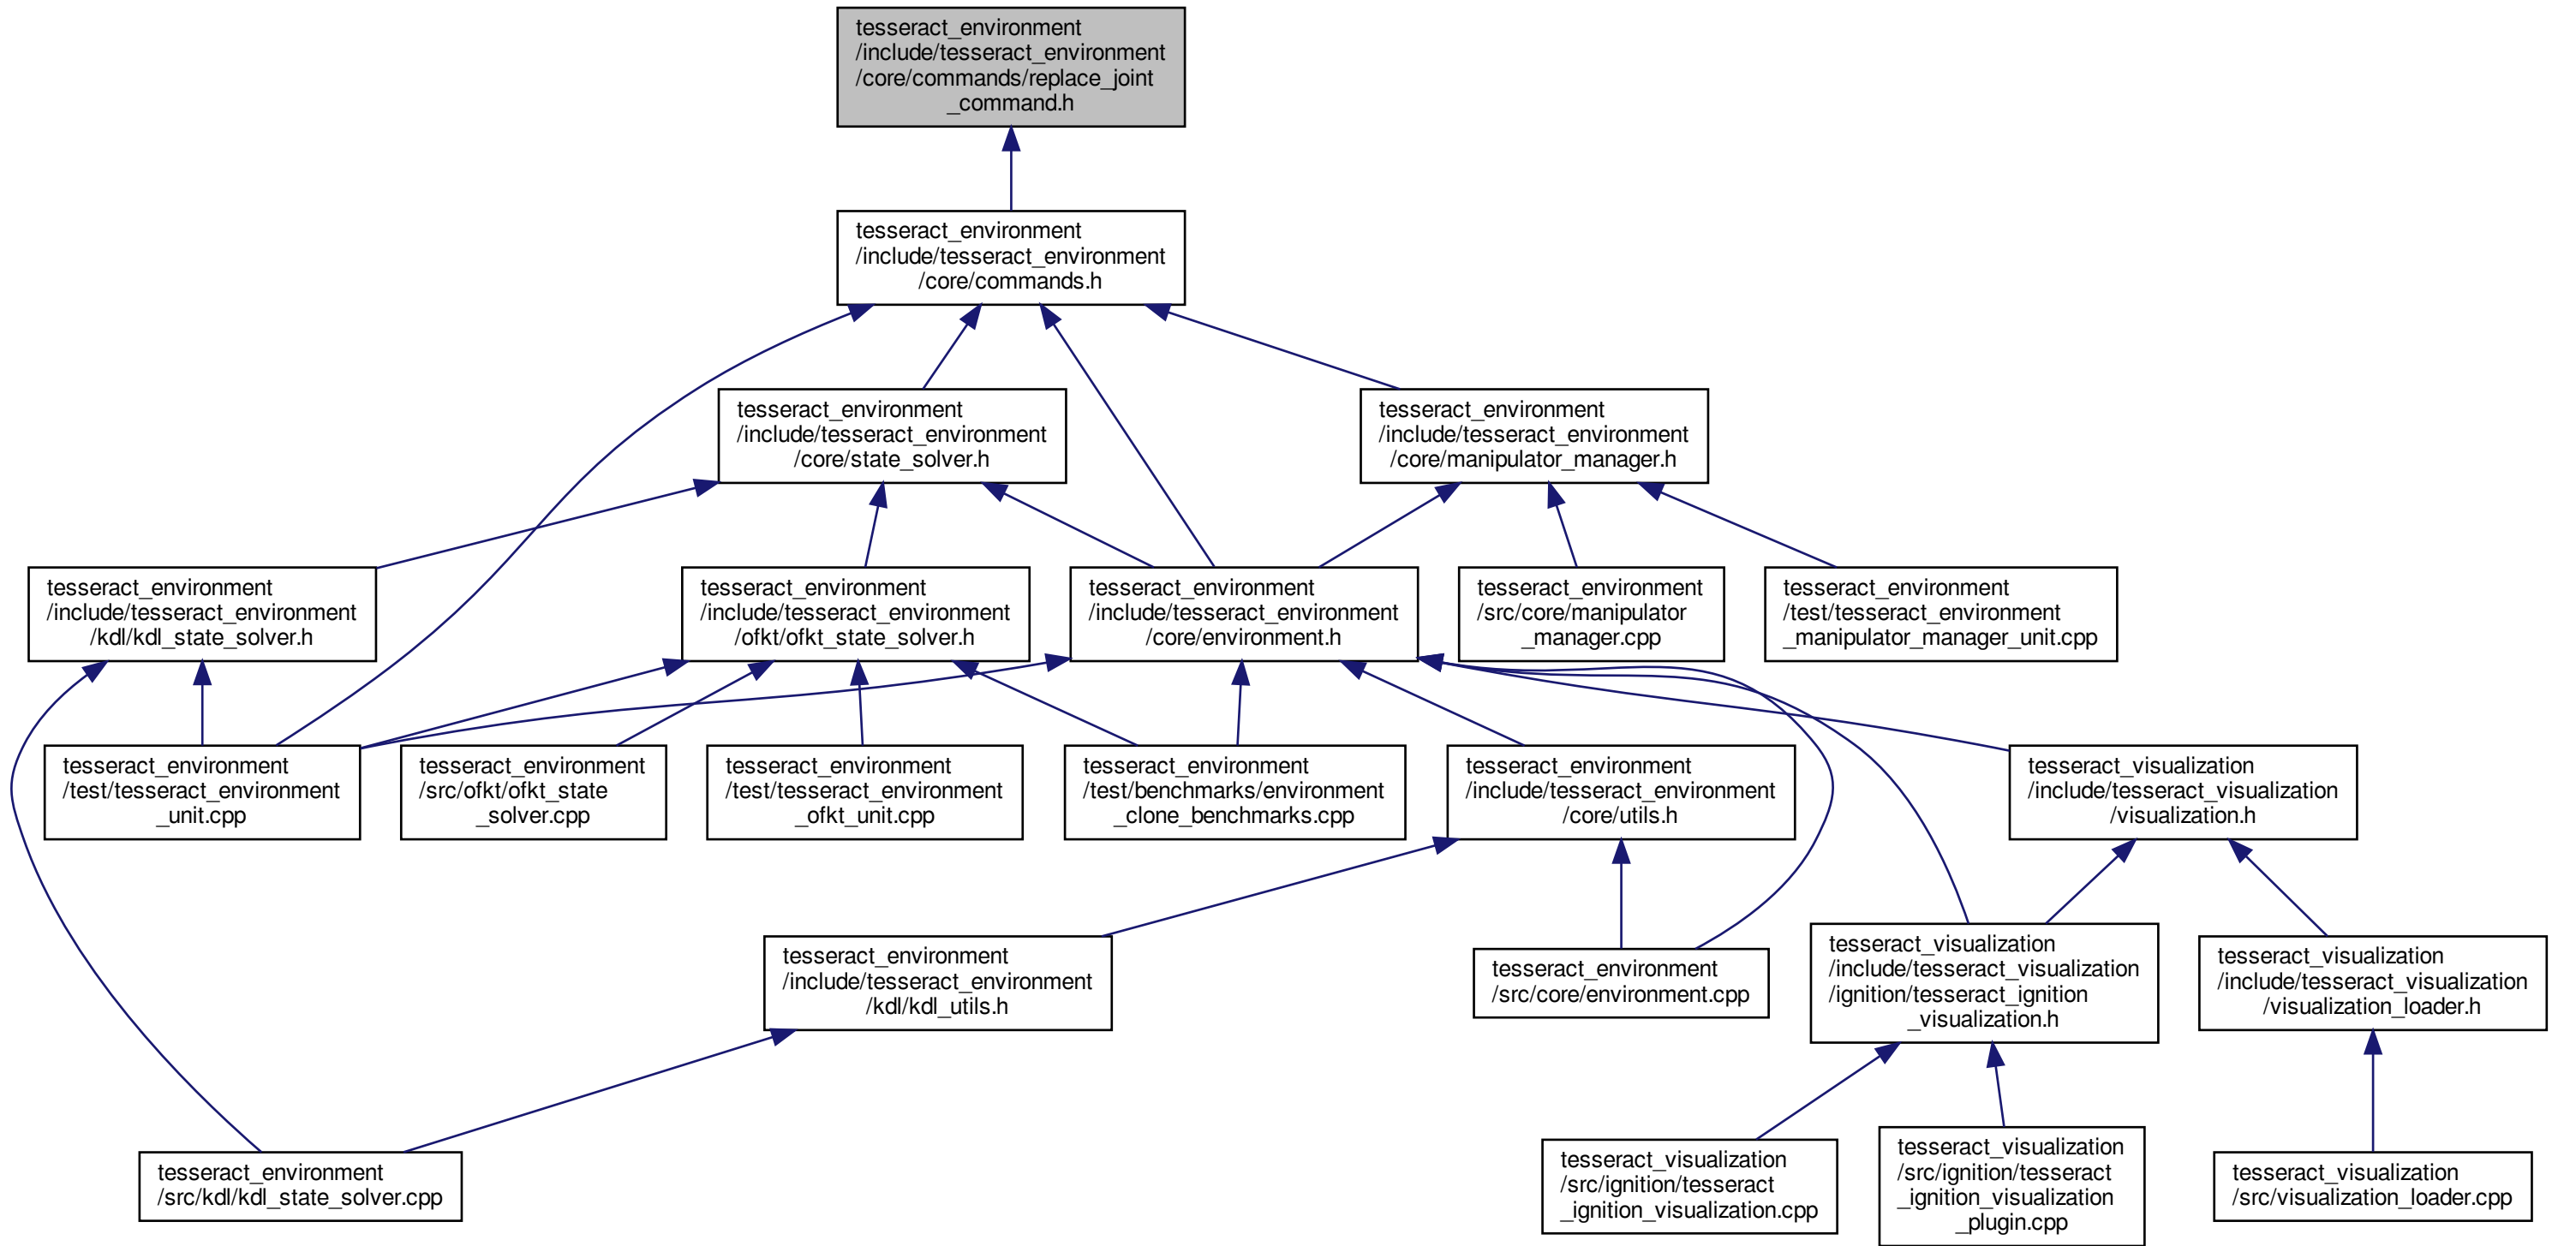 tesseract_environment
/include/tesseract_environment
/core/commands/replace_joint
_command.h
tesseract_environment
/include/tesseract_environment
/core/commands.h
tesseract_environment
/include/tesseract_environment
/core/state_solver.h
tesseract_environment
/include/tesseract_environment
/core/manipulator_manager.h
tesseract_environment
/include/tesseract_environment
/kdl/kdl_state_solver.h
tesseract_environment
/include/tesseract_environment
/ofkt/ofkt_state_solver.h
tesseract_environment
/include/tesseract_environment
/core/environment.h
tesseract_environment
/src/core/manipulator
_manager.cpp
tesseract_environment
/test/tesseract_environment
_manipulator_manager_unit.cpp
tesseract_environment
/test/tesseract_environment
_unit.cpp
tesseract_environment
/src/ofkt/ofkt_state
_solver.cpp
tesseract_environment
/test/tesseract_environment
_ofkt_unit.cpp
tesseract_environment
/test/benchmarks/environment
_clone_benchmarks.cpp
tesseract_environment
/include/tesseract_environment
/core/utils.h
tesseract_visualization
/include/tesseract_visualization
/visualization.h
tesseract_environment
/include/tesseract_environment
/kdl/kdl_utils.h
tesseract_environment
/src/core/environment.cpp
tesseract_visualization
/include/tesseract_visualization
/ignition/tesseract_ignition
_visualization.h
tesseract_visualization
/include/tesseract_visualization
/visualization_loader.h
tesseract_environment
/src/kdl/kdl_state_solver.cpp
tesseract_visualization
/src/ignition/tesseract
_ignition_visualization.cpp
tesseract_visualization
/src/ignition/tesseract
_ignition_visualization
_plugin.cpp
tesseract_visualization
/src/visualization_loader.cpp